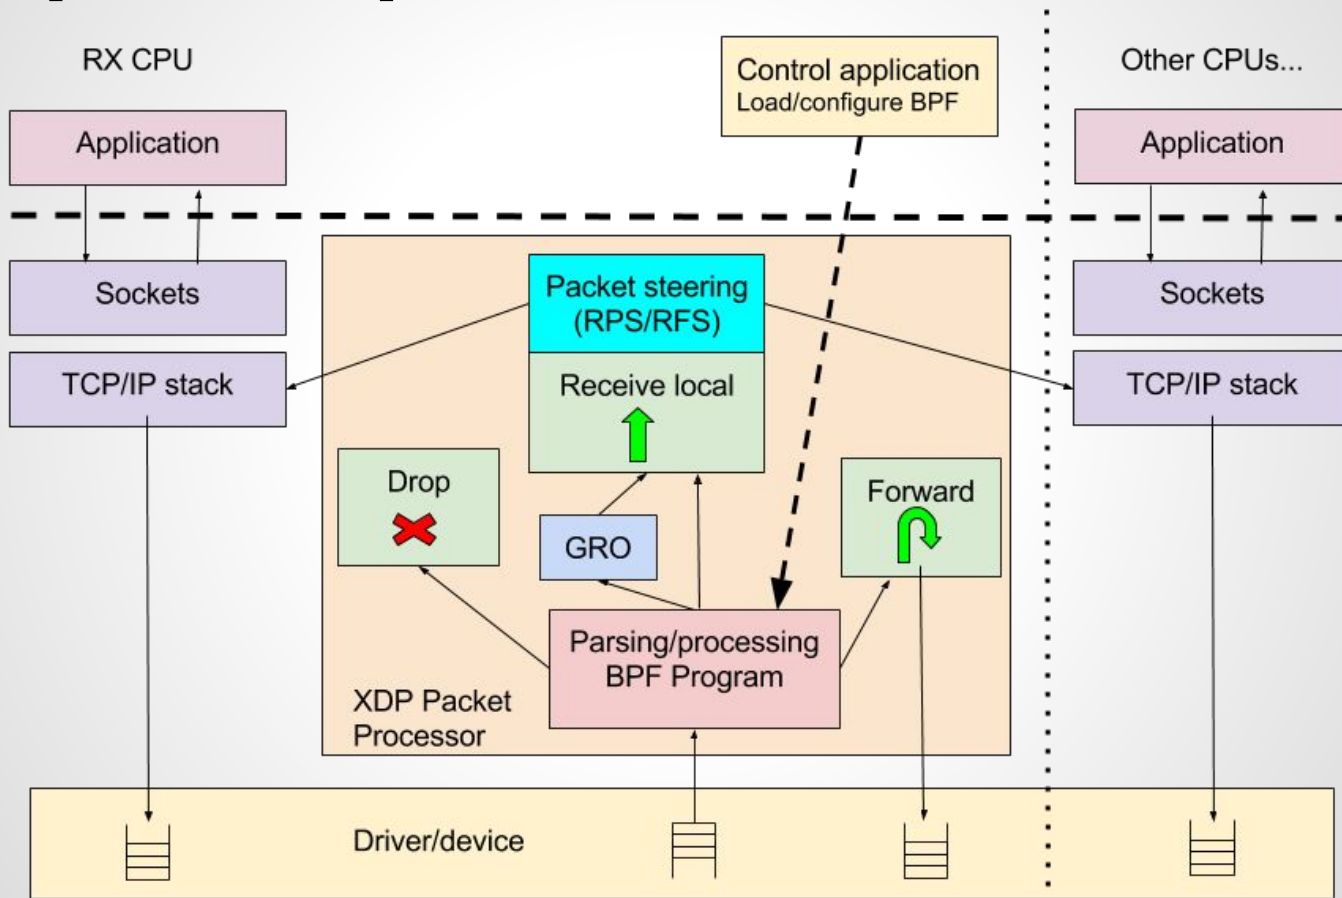 RX CPU
Control application
Load/configure BPF
Other CPUs...
Application
Application
Sockets
Packet steering
(RPS/RFS)
Sockets
TCP/IP stack
Receive local
TCP/IP stack
Drop
Forward
GRO
Parsing/processing
BPF Program
XDP Packet
Processor
Driver/device